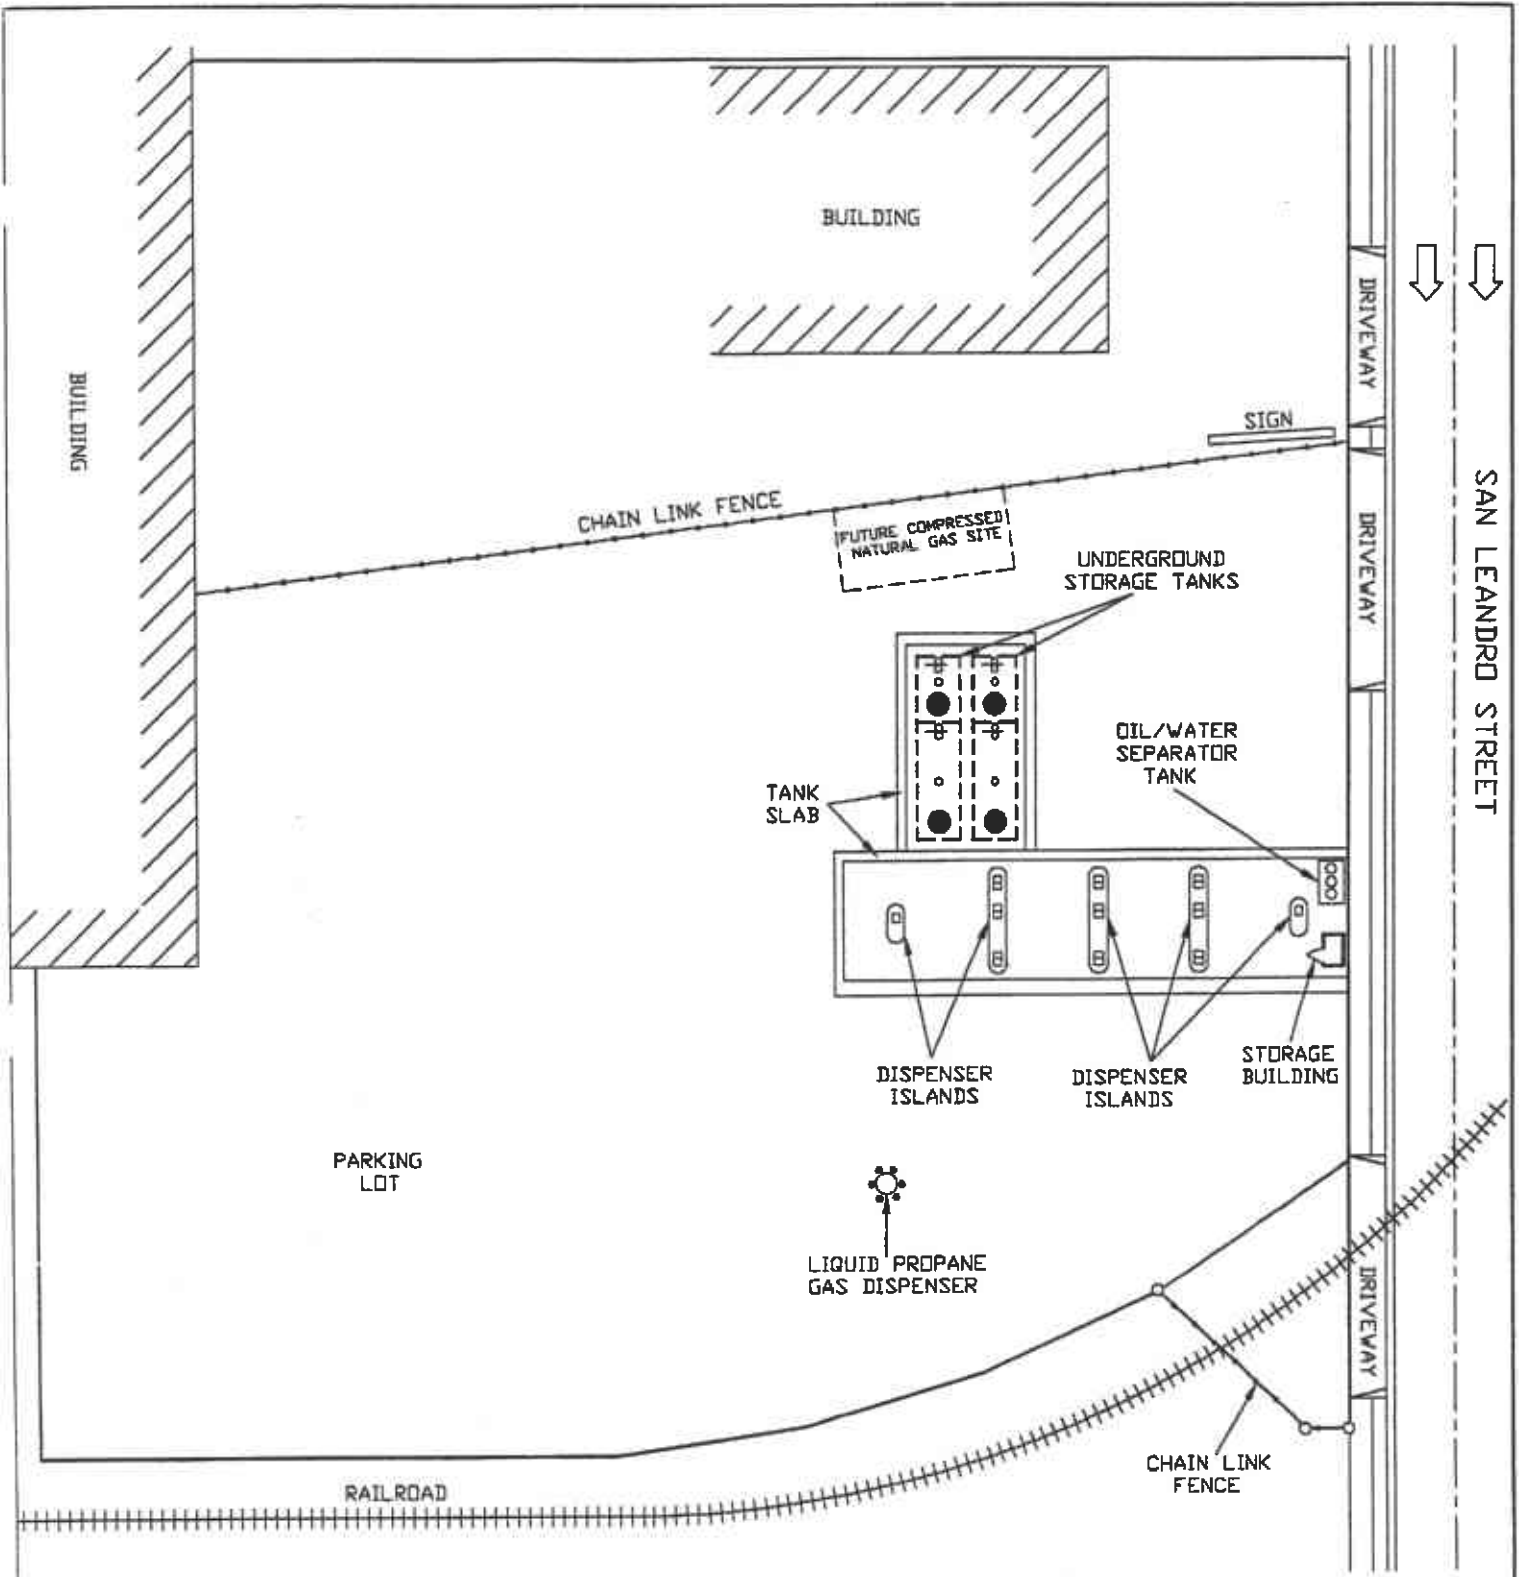 BUILDING
DRIVEWAY
BUILDING
SIGN
SAN LEANDRO STREET
CHAIN LINK FENCE
FUTURE COMPRESSED
NATURAL GAS SITE
DRIVEWAY
UNDERGROUND
STORAGE TANKS
OIL/WATER
SEPARATOR
TANK
TANK
SLAB
DISPENSER
ISLANDS
DISPENSER
ISLANDS
STORAGE
BUILDING
PARKING
LOT
LIQUID PROPANE
GAS DISPENSER
DRIVEWAY
CHAIN LINK
FENCE
RAILROAD